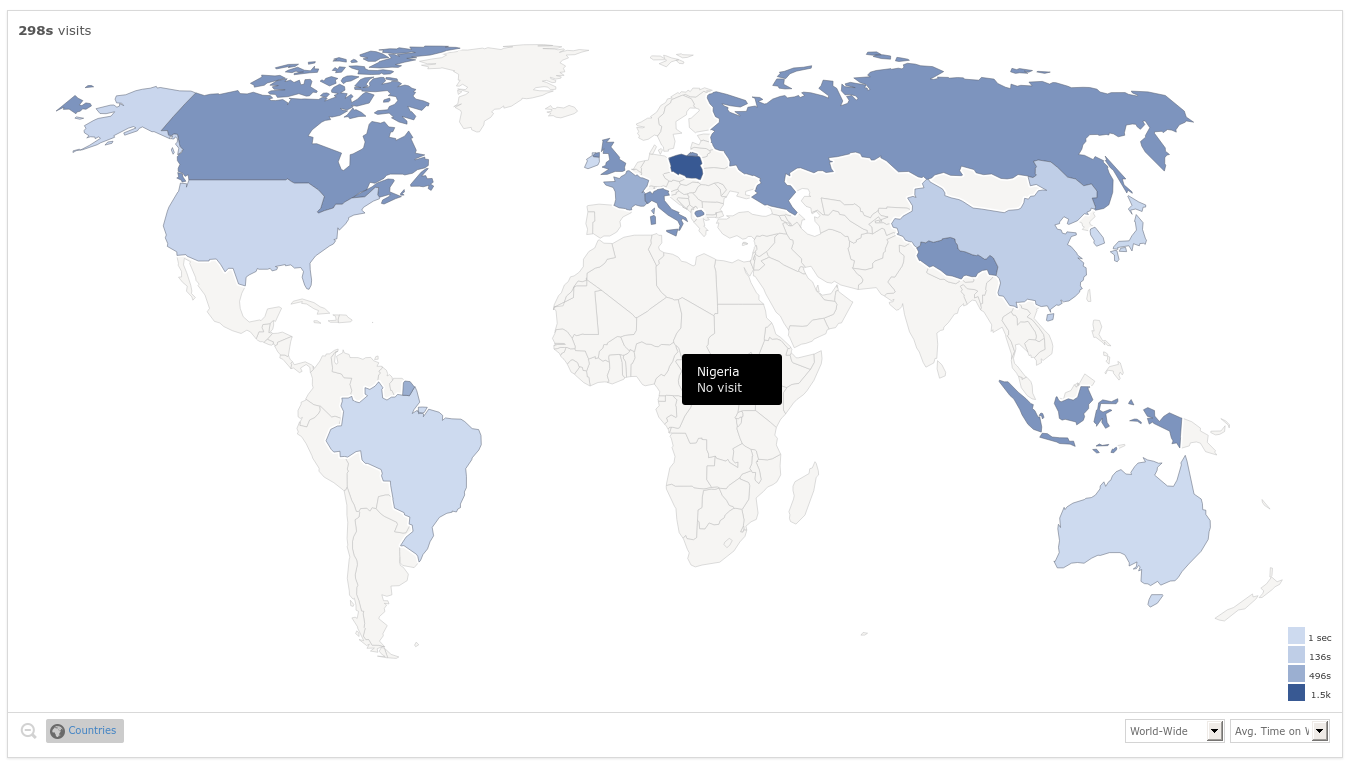 298s visits
Nigeria
No visit
1 sec
136s
496s
1.5k
Countries
World-Wide
Avg. Time on